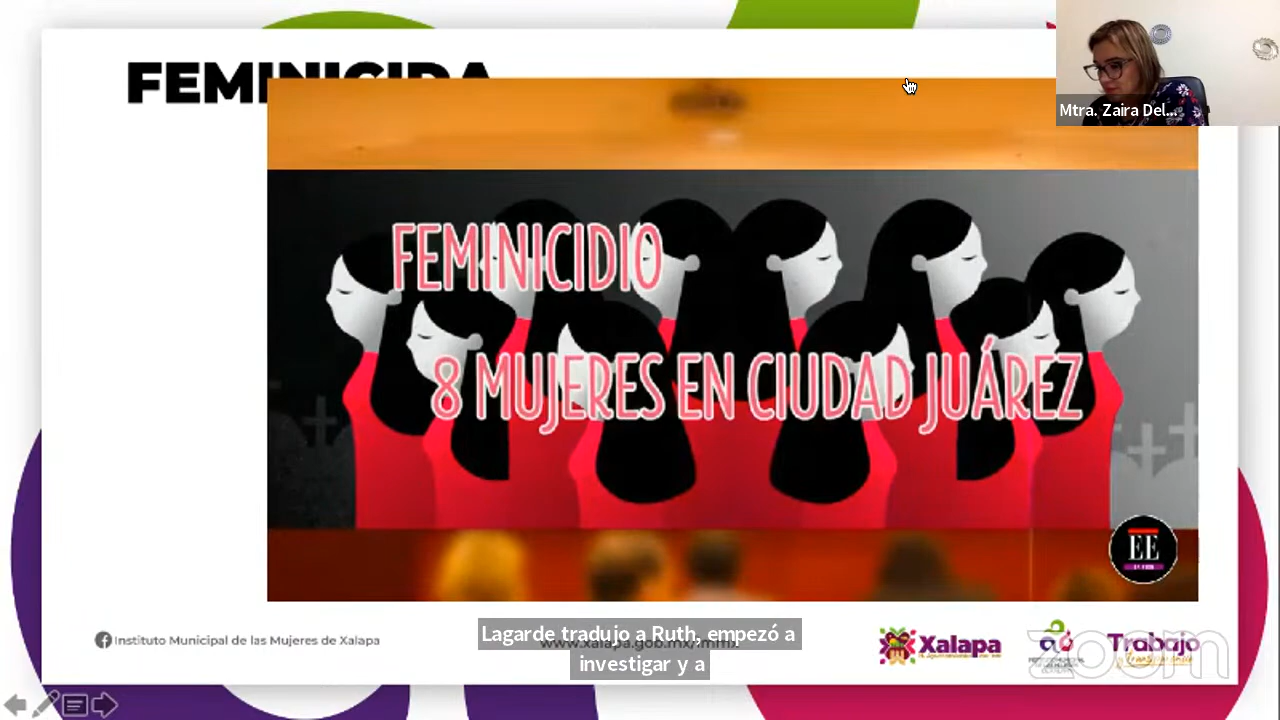 Mtra. Zaira Del...
FEMINICIDIO
8 MUJERES EN CIUDAD JUÁREZ
EE
Instituto Municipal de las Mujeres de Xalapa
Lagarde tradujo a Ruth, empezó a
investigar y a
Xalapa
Trabajo
zoom